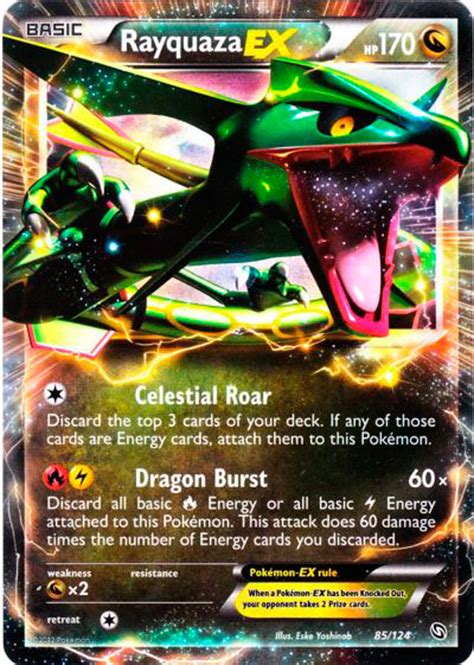 BASIC
Rayquaza EX
HP170
Celestial Roar
Discard the top 3 cards of your deck. If any of those
cards are Energy cards, attach them to this Pokémon.
Dragon Burst 60×
Discard all basic Energy or all basic Energy
attached to this Pokémon. This attack does 60 damage
times the number of Energy cards you discarded.
weakness resistance
×2
Pokémon-EX rule
When a Pokémon-EX has been Knocked Out,
your opponent takes 2 Prize cards.
retreat
©2012 Pokémon
Illus. Eske Yoshinob
85/124